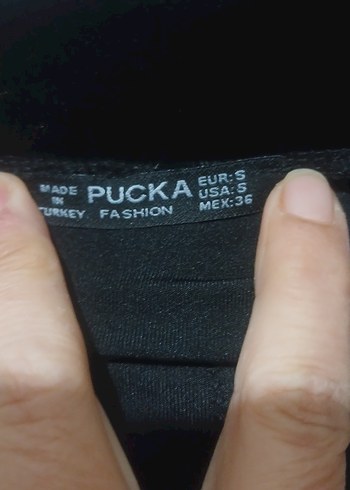 MADE
IN
TURKEY
PUCKA
FASHION
EUR:S
USA:S
MEX:36